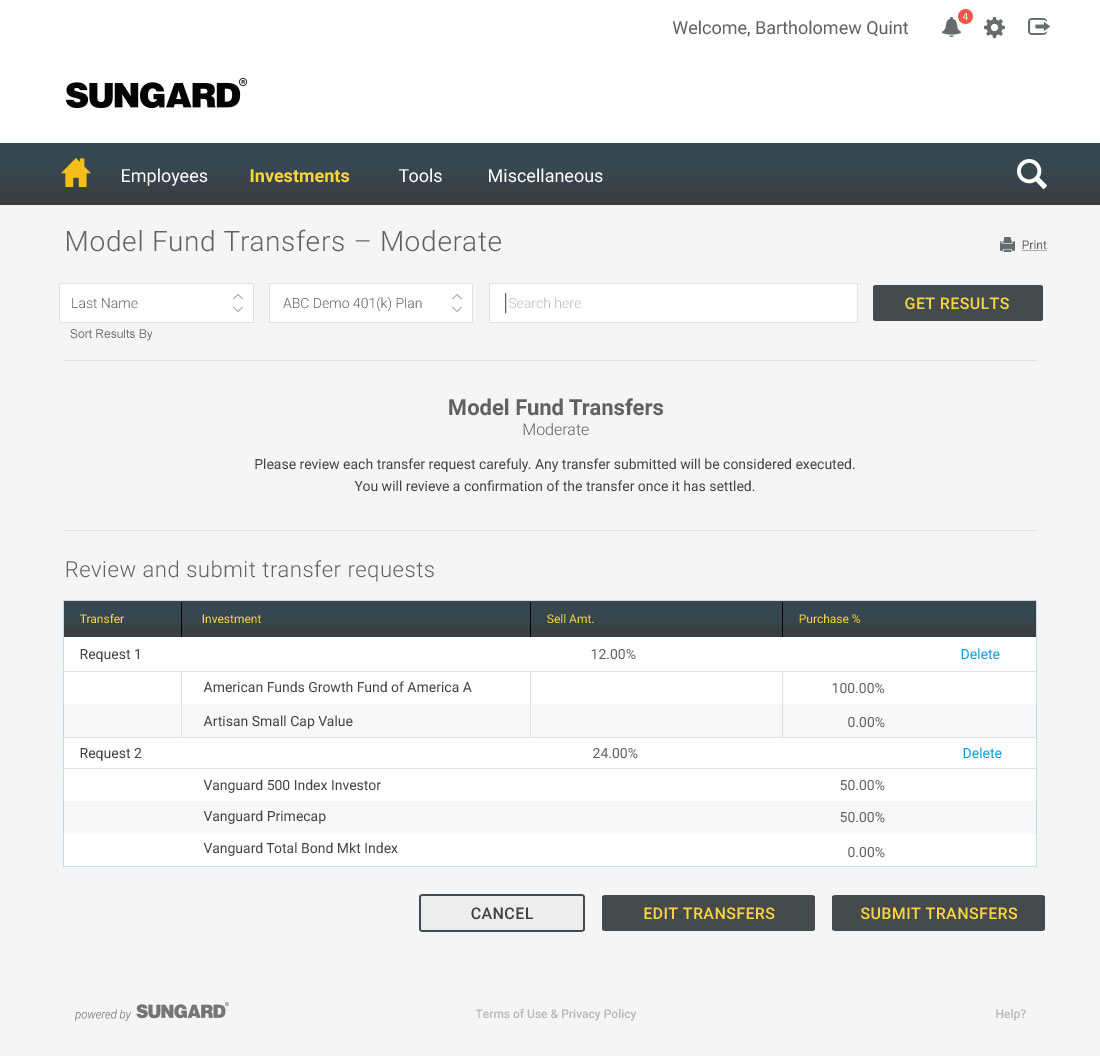 Welcome, Bartholomew Quint
4
SUNGARD®
Employees Investments Tools Miscellaneous
Model Fund Transfers – Moderate
Print
Last Name ABC Demo 401(k) Plan Search here GET RESULTS
Sort Results By
Model Fund Transfers
Moderate
Please review each transfer request carefuly. Any transfer submitted will be considered executed.
You will revieve a confirmation of the transfer once it has settled.
Review and submit transfer requests
Transfer Investment Sell Amt. Purchase %
Request 1 12.00% Delete
American Funds Growth Fund of America A 100.00%
Artisan Small Cap Value 0.00%
Request 2 24.00% Delete
Vanguard 500 Index Investor 50.00%
Vanguard Primecap 50.00%
Vanguard Total Bond Mkt Index 0.00%
CANCEL EDIT TRANSFERS SUBMIT TRANSFERS
powered by SUNGARD® Terms of Use & Privacy Policy Help?